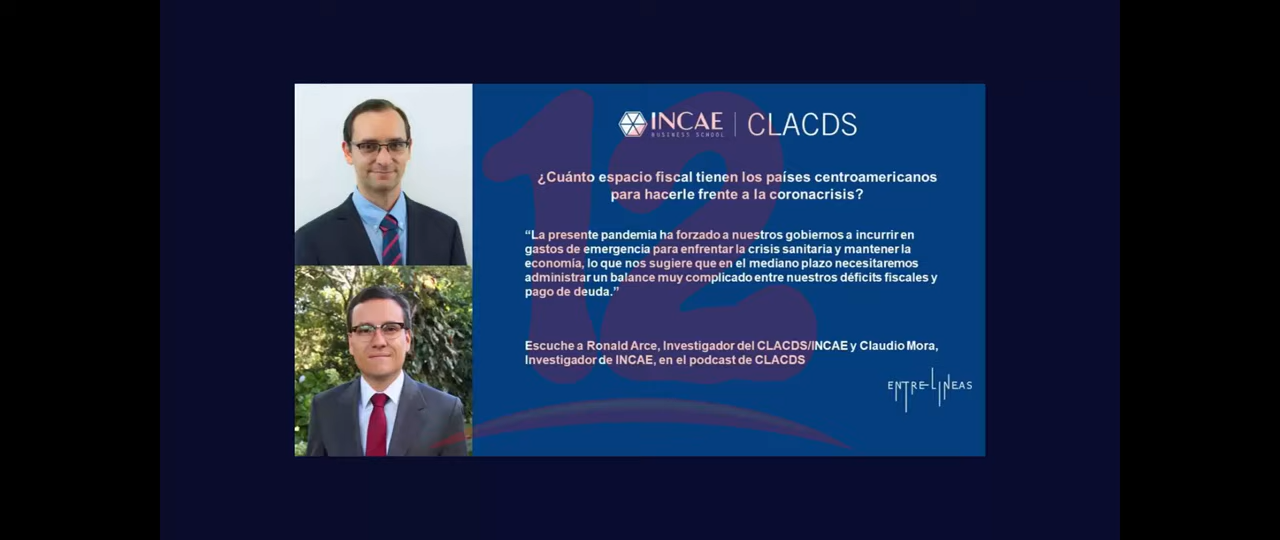 12
INCAE
BUSINESS SCHOOL
CLACDS
¿Cuánto espacio fiscal tienen los países centroamericanos
para hacerle frente a la coronacrisis?
“La presente pandemia ha forzado a nuestros gobiernos a incurrir en
gastos de emergencia para enfrentar la crisis sanitaria y mantener la
economía, lo que nos sugiere que en el mediano plazo necesitaremos
administrar un balance muy complicado entre nuestros déficits fiscales y
pago de deuda.”
Escuche a Ronald Arce, Investigador del CLACDS/INCAE y Claudio Mora,
Investigador de INCAE, en el podcast de CLACDS
ENTRE-LINEAS